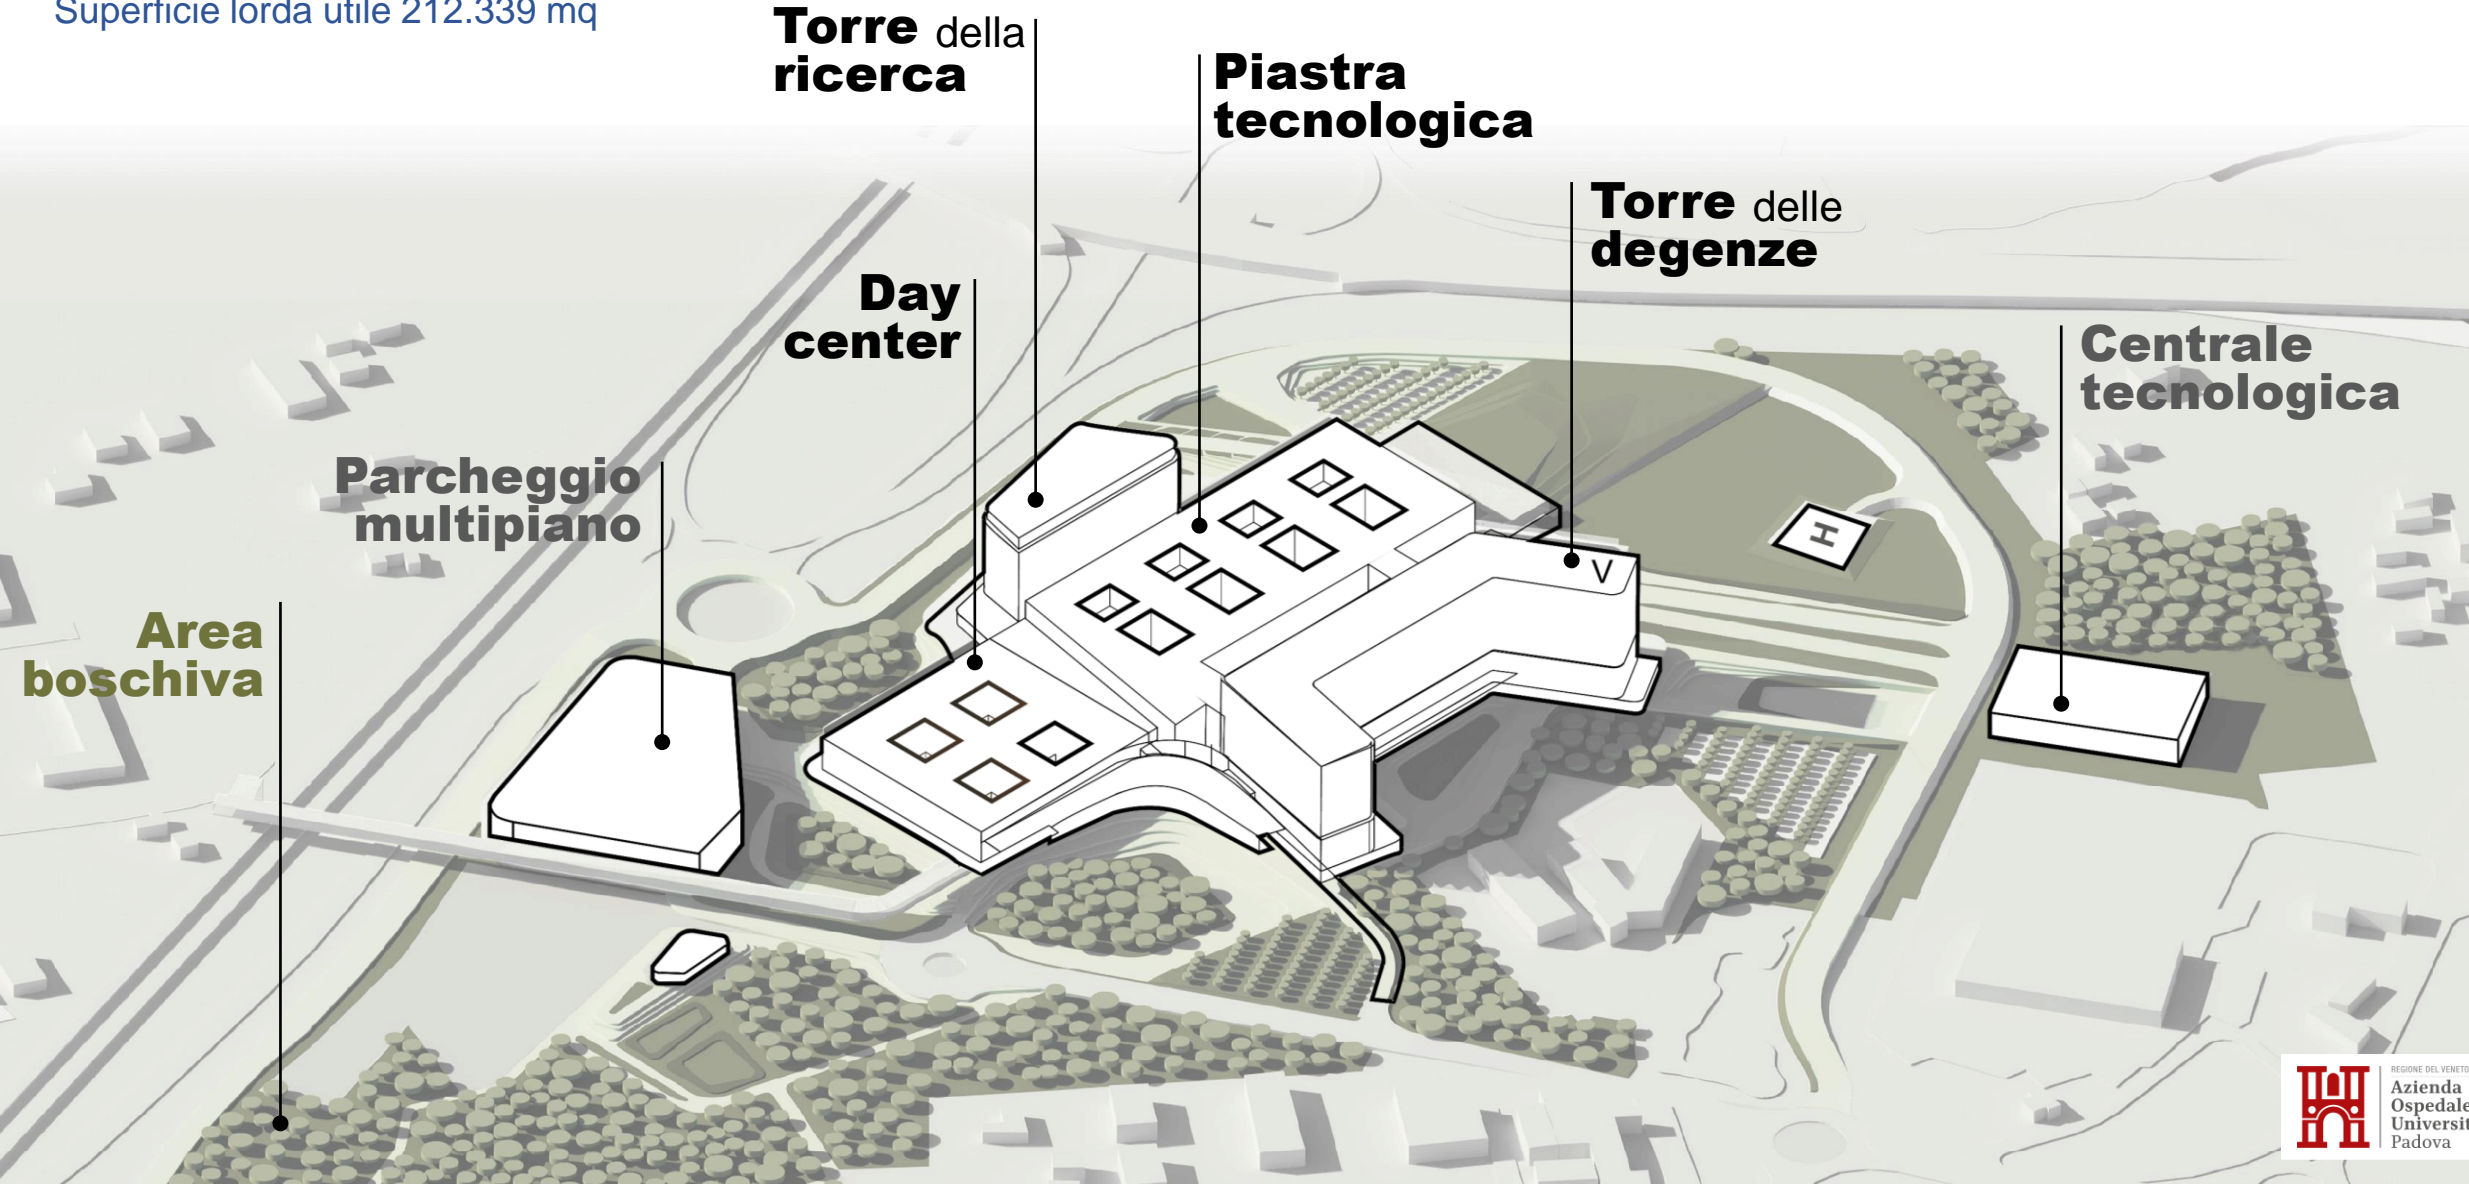 Superficie lorda utile 212.339 mq
Torre della
ricerca
Piastra
tecnologica
Torre delle
degenze
Day
center
Centrale
tecnologica
Parcheggio
multipiano
Area
boschiva
H
V
REGIONE DEL VENETO
Azienda
Ospedale
Universit
Padova